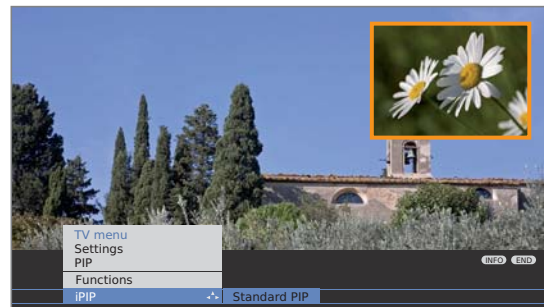 TV menu
Settings
PIP
Functions
iPIP Standard PIP
INFO END